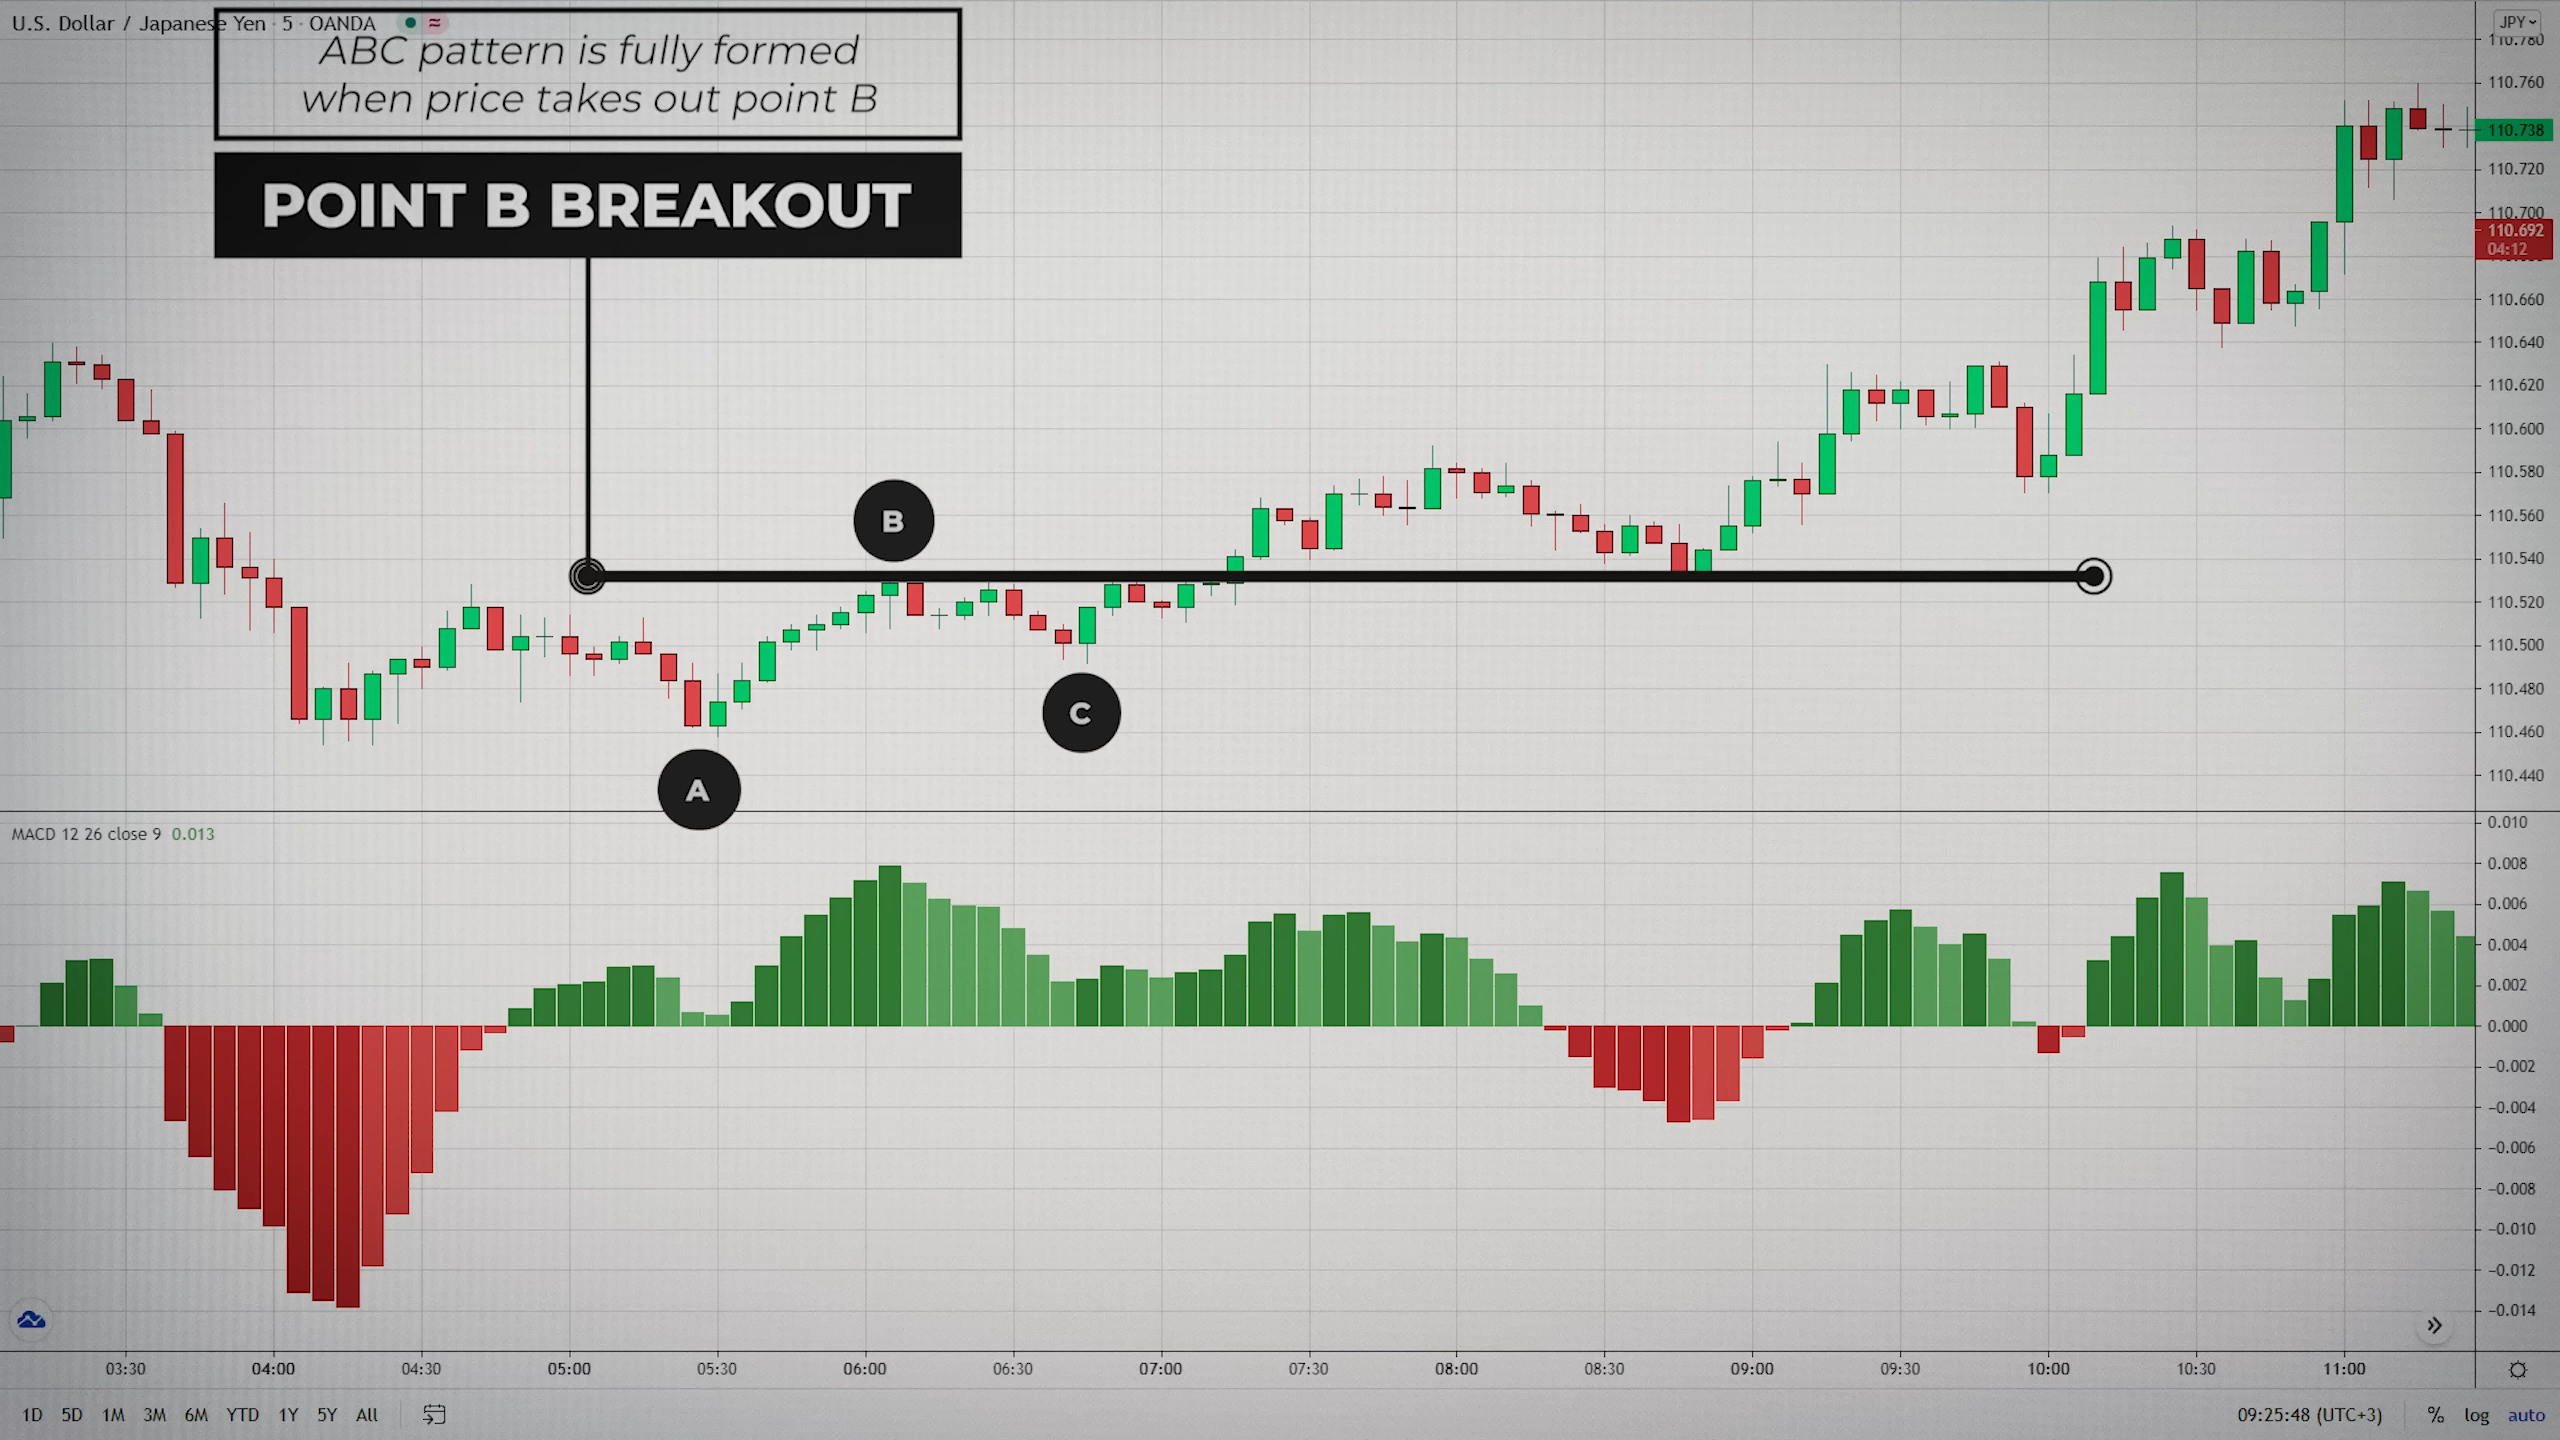 U.S. Dollar / Japanese Yen · 5 · OANDA
JPY
ABC pattern is fully formed
when price takes out point B
POINT B BREAKOUT
B
C
A
110.780
110.760
110.738
110.720
110.700
110.692
04:12
110.660
110.640
110.620
110.600
110.580
110.560
110.540
110.520
110.500
110.480
110.460
110.440
MACD 12 26 close 9 0.013
0.010
0.008
0.006
0.004
0.002
0.000
−0.002
−0.004
−0.006
−0.008
−0.010
−0.012
−0.014
03:30 04:00 04:30 05:00 05:30 06:00 06:30 07:00 07:30 08:00 08:30 09:00 09:30 10:00 10:30 11:00
1D 5D 1M 3M 6M YTD 1Y 5Y All
09:25:48 (UTC+3) % log auto